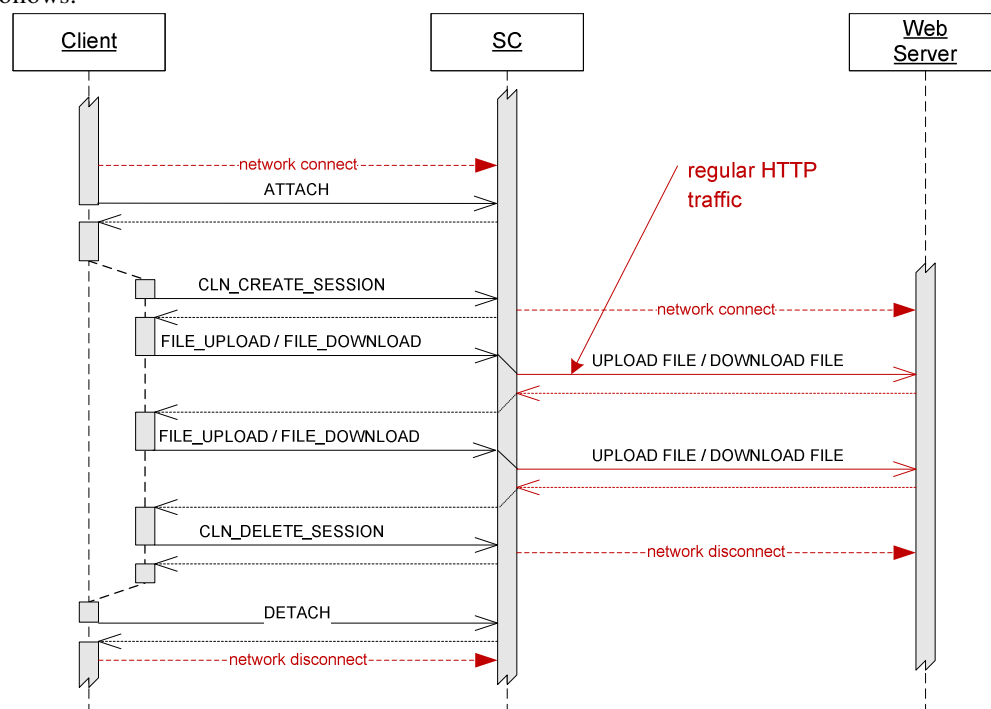 ollows:
Client
SC
Web
Server
network connect
regular HTTP
traffic
ATTACH
CLN_CREATE_SESSION
network connect
FILE_UPLOAD / FILE_DOWNLOAD
UPLOAD FILE / DOWNLOAD FILE
FILE_UPLOAD / FILE_DOWNLOAD
UPLOAD FILE / DOWNLOAD FILE
CLN_DELETE_SESSION
network disconnect
DETACH
network disconnect